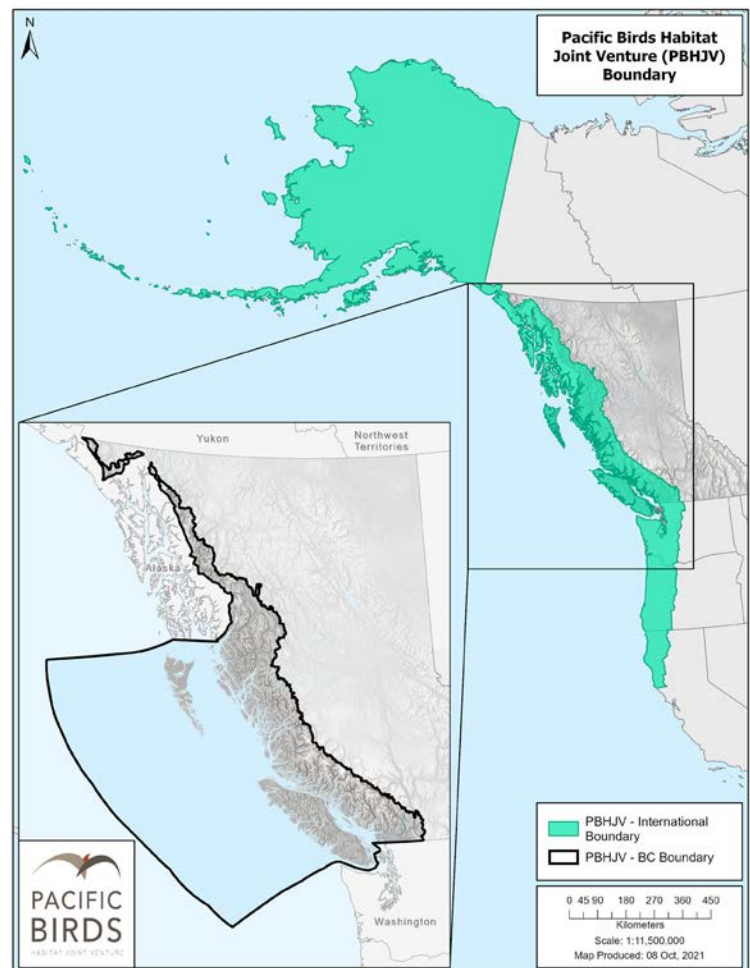 N
Pacific Birds Habitat
Joint Venture (PBHJV)
Boundary
Yukon
Northwest
Territories
Alaska
Washington
PACIFIC
BIRDS
HABITAT JOINT VENTURE
PBHJV - International
Boundary
PBHJV - BC Boundary
0 45 90 180 270 360 450
Kilometers
Scale: 1:11,500.000
Map Produced: 08 Oct, 2021